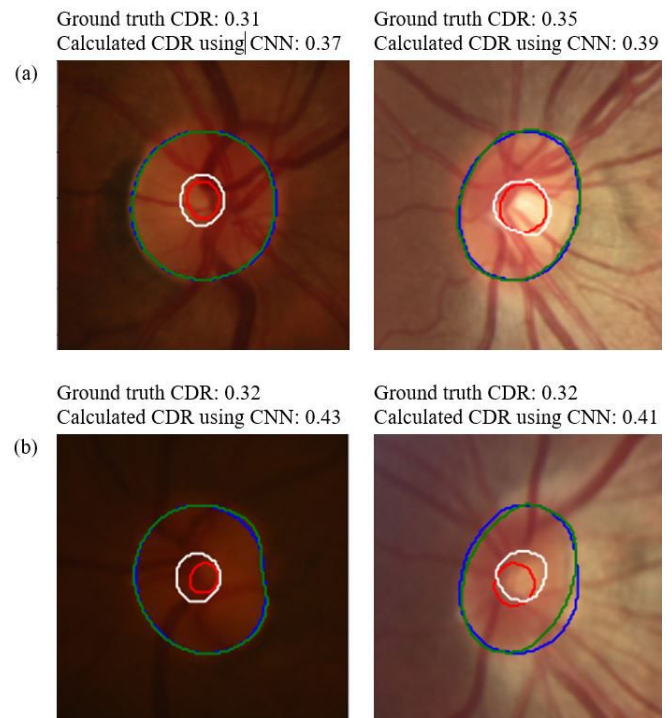 Ground truth CDR: 0.31
Calculated CDR using CNN: 0.37
Ground truth CDR: 0.35
Calculated CDR using CNN: 0.39
(a)
Ground truth CDR: 0.32
Calculated CDR using CNN: 0.43
Ground truth CDR: 0.32
Calculated CDR using CNN: 0.41
(b)